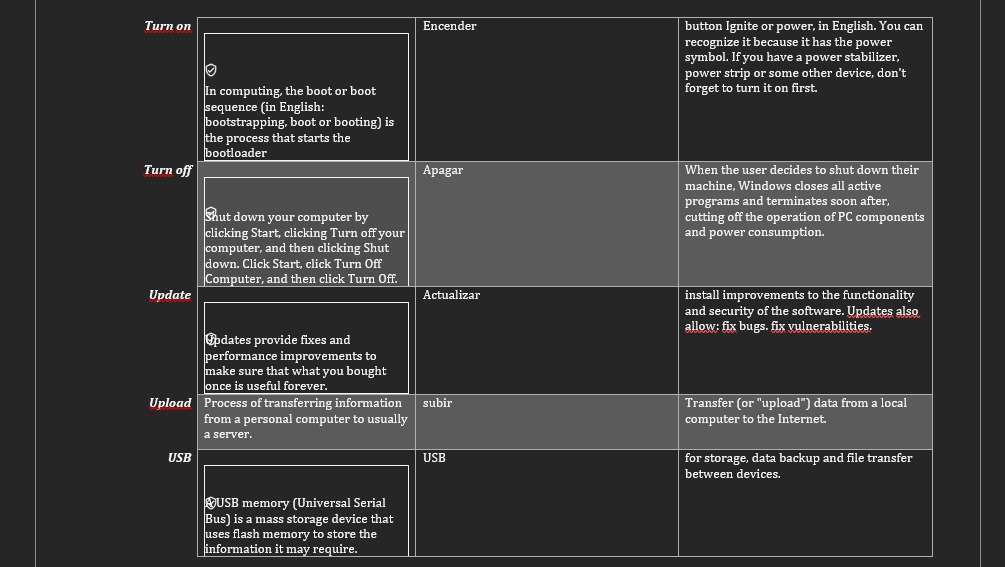 Turn on
In computing, the boot or boot
sequence (in English:
bootstrapping, boot or booting) is
the process that starts the
bootloader
Encender
button Ignite or power, in English. You can
recognize it because it has the power
symbol. If you have a power stabilizer,
power strip or some other device, don't
forget to turn it on first.
Turn off
Shut down your computer by
clicking Start, clicking Turn off your
computer, and then clicking Shut
down. Click Start, click Turn Off
Computer, and then click Turn Off.
Apagar
When the user decides to shut down their
machine, Windows closes all active
programs and terminates soon after,
cutting off the operation of PC components
and power consumption.
Update
Updates provide fixes and
performance improvements to
make sure that what you bought
once is useful forever.
Actualizar
install improvements to the functionality
and security of the software. Updates also
allow: fix bugs. fix vulnerabilities.
Upload
Process of transferring information
from a personal computer to usually
a server.
subir
Transfer (or "upload") data from a local
computer to the Internet.
USB
A USB memory (Universal Serial
Bus) is a mass storage device that
uses flash memory to store the
information it may require.
USB
for storage, data backup and file transfer
between devices.